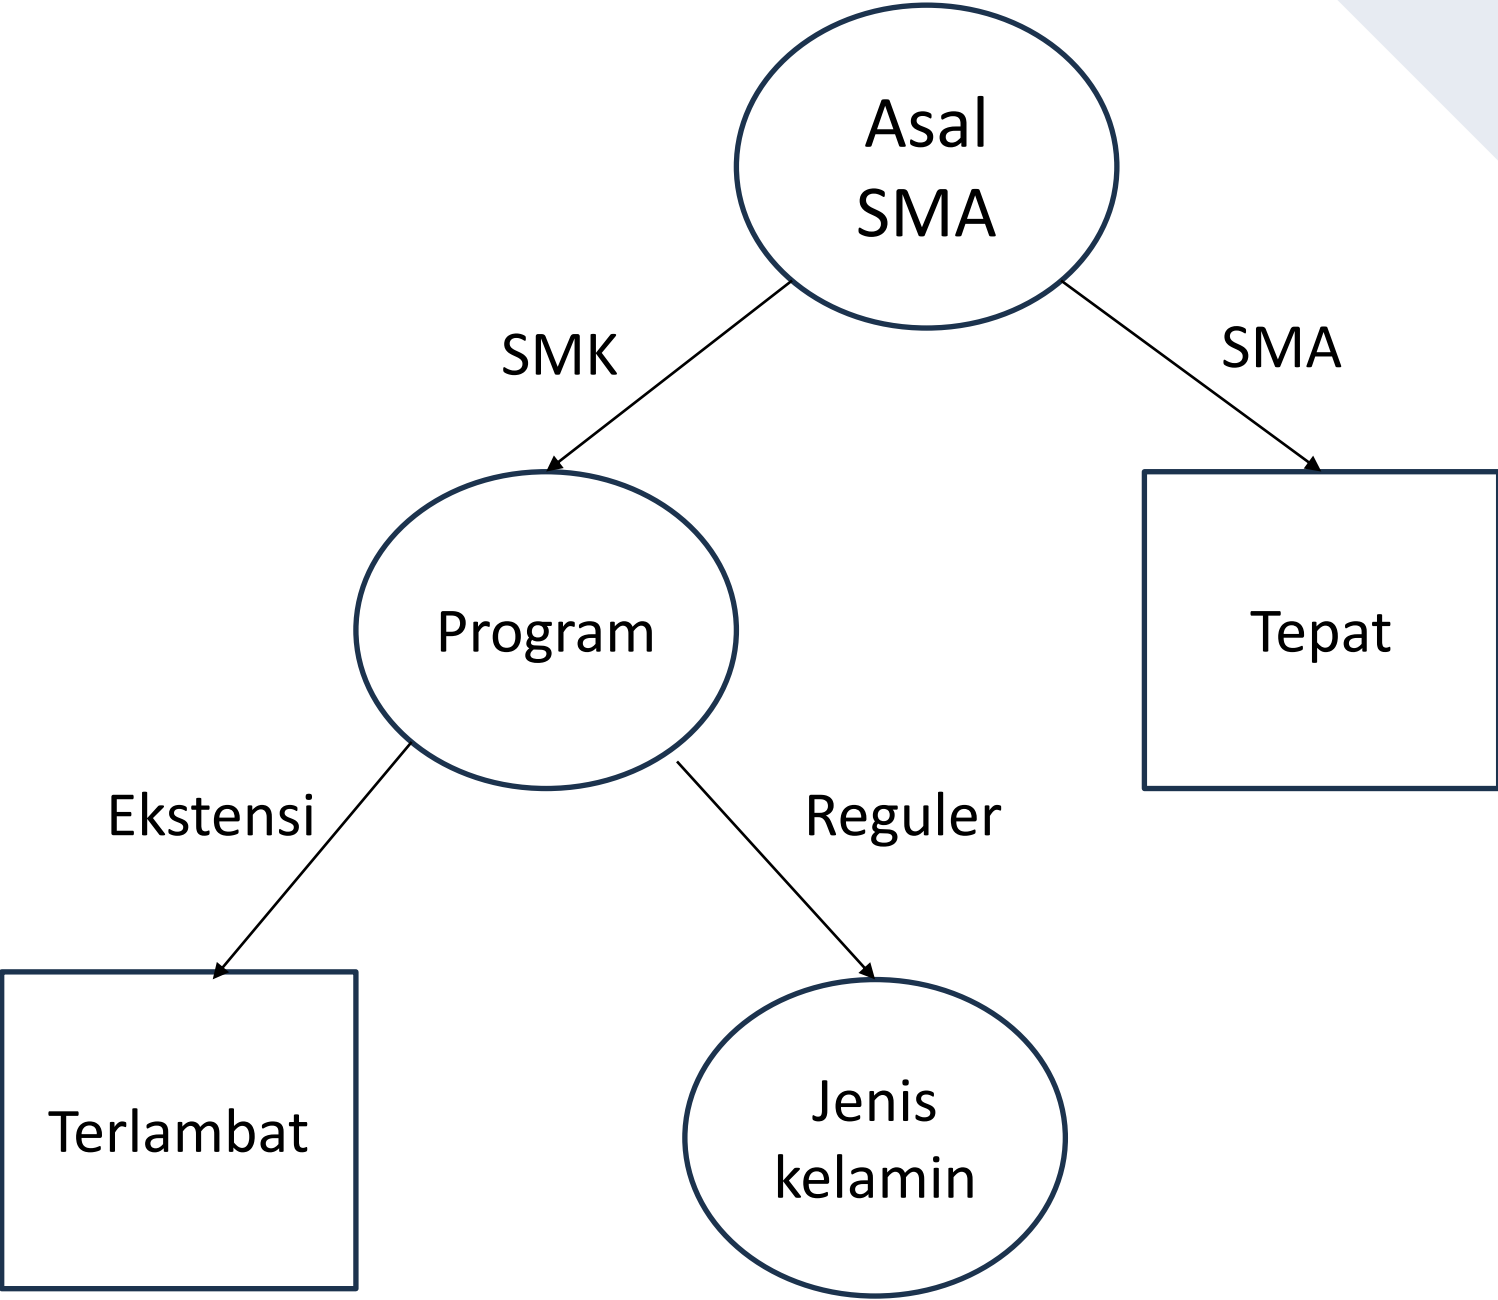 Asal
SMA
SMK
SMA
Program
Tepat
Ekstensi
Reguler
Terlambat
Jenis
kelamin